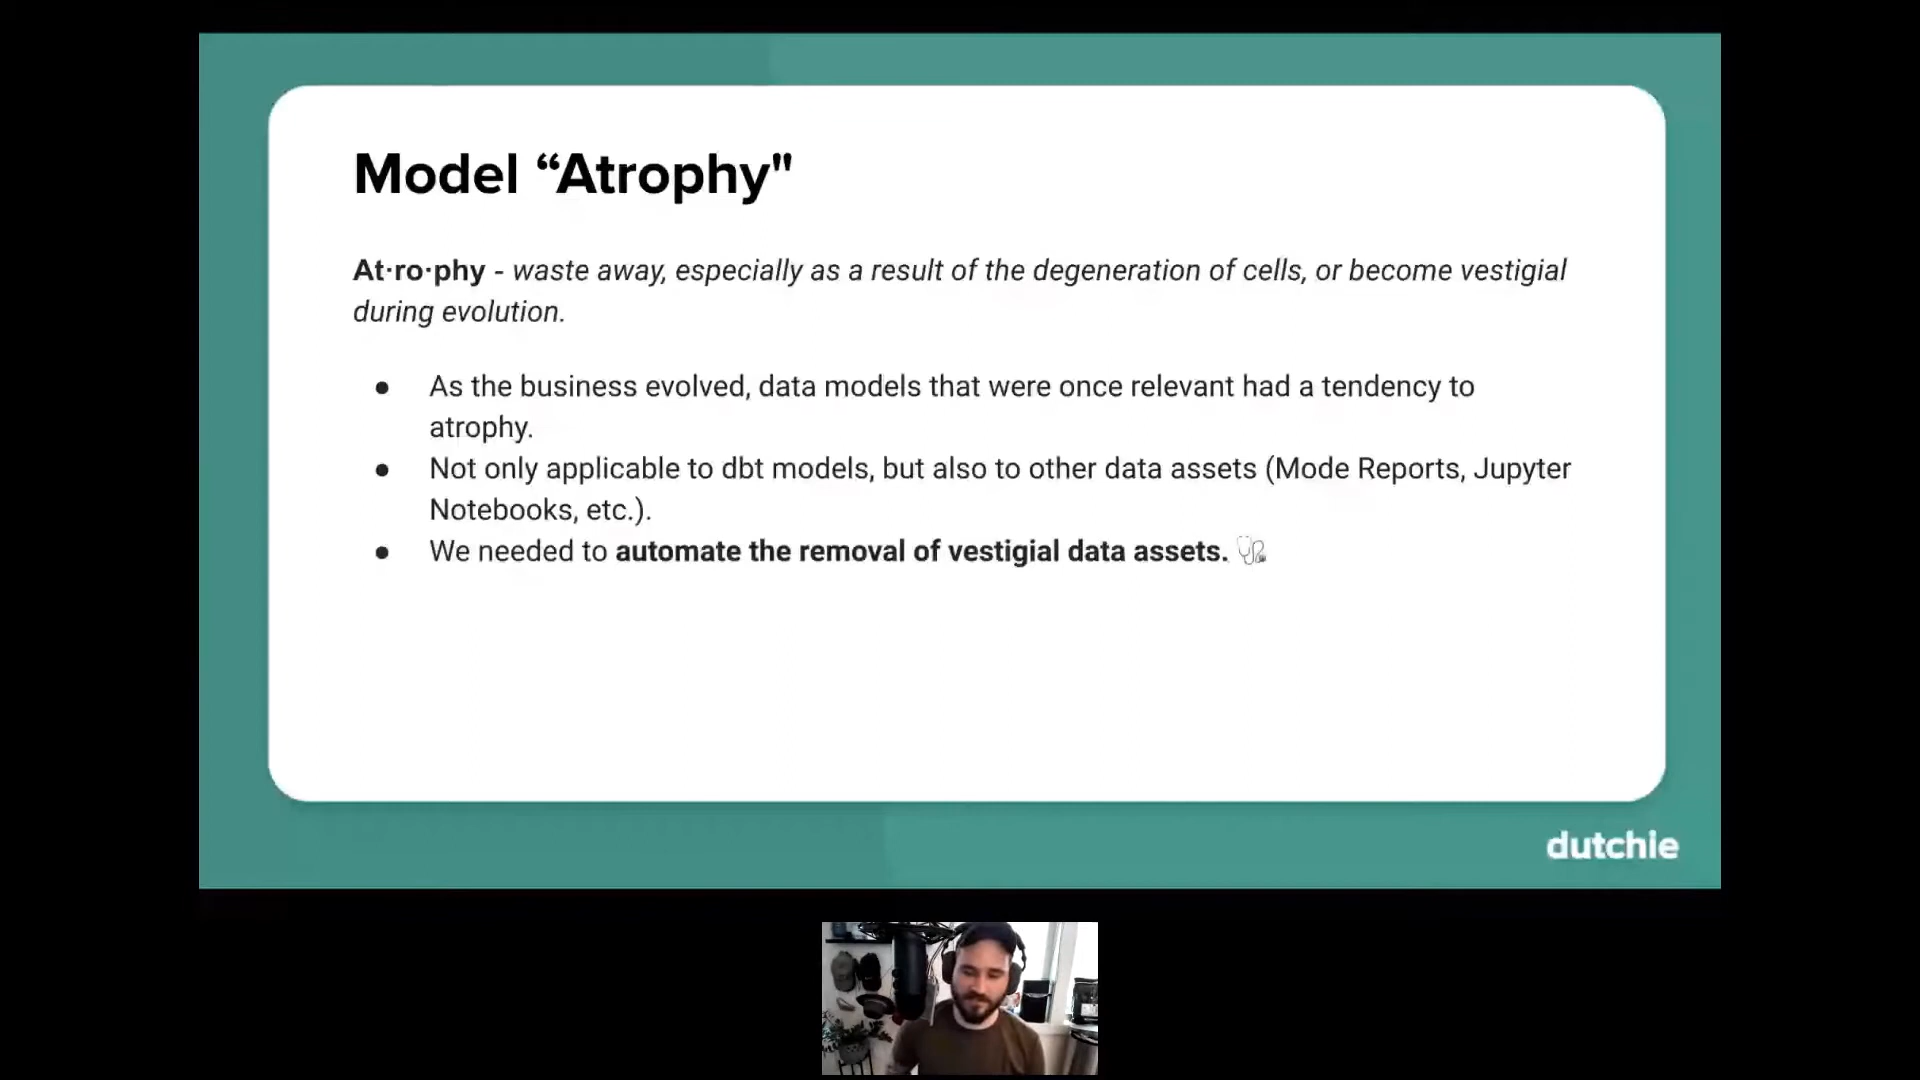 Model “Atrophy"
At·ro·phy - waste away, especially as a result of the degeneration of cells, or become vestigial
during evolution.
● As the business evolved, data models that were once relevant had a tendency to
atrophy.
● Not only applicable to dbt models, but also to other data assets (Mode Reports, Jupyter
Notebooks, etc.).
● We needed to automate the removal of vestigial data assets. 🩺
dutchie